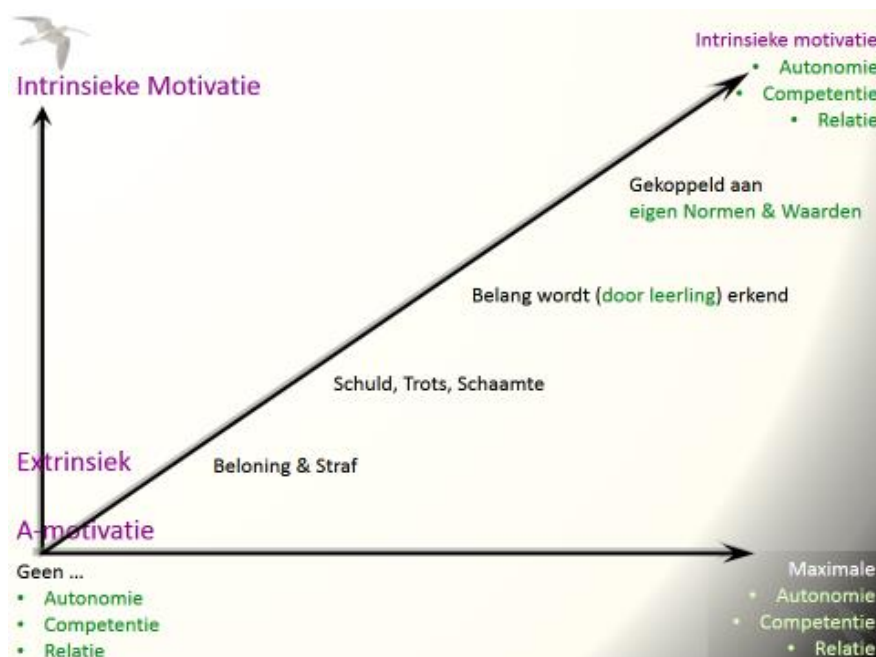 Intrinsieke motivatie
• Autonomie
• Competentie
• Relatie
Intrinsieke Motivatie
Gekoppeld aan
eigen Normen & Waarden
Belang wordt (door leerling) erkend
Schuld, Trots, Schaamte
Extrinsiek
Beloning & Straf
A-motivatie
Geen ...
• Autonomie
• Competentie
• Relatie
Maximale
• Autonomie
• Competentie
• Relatie